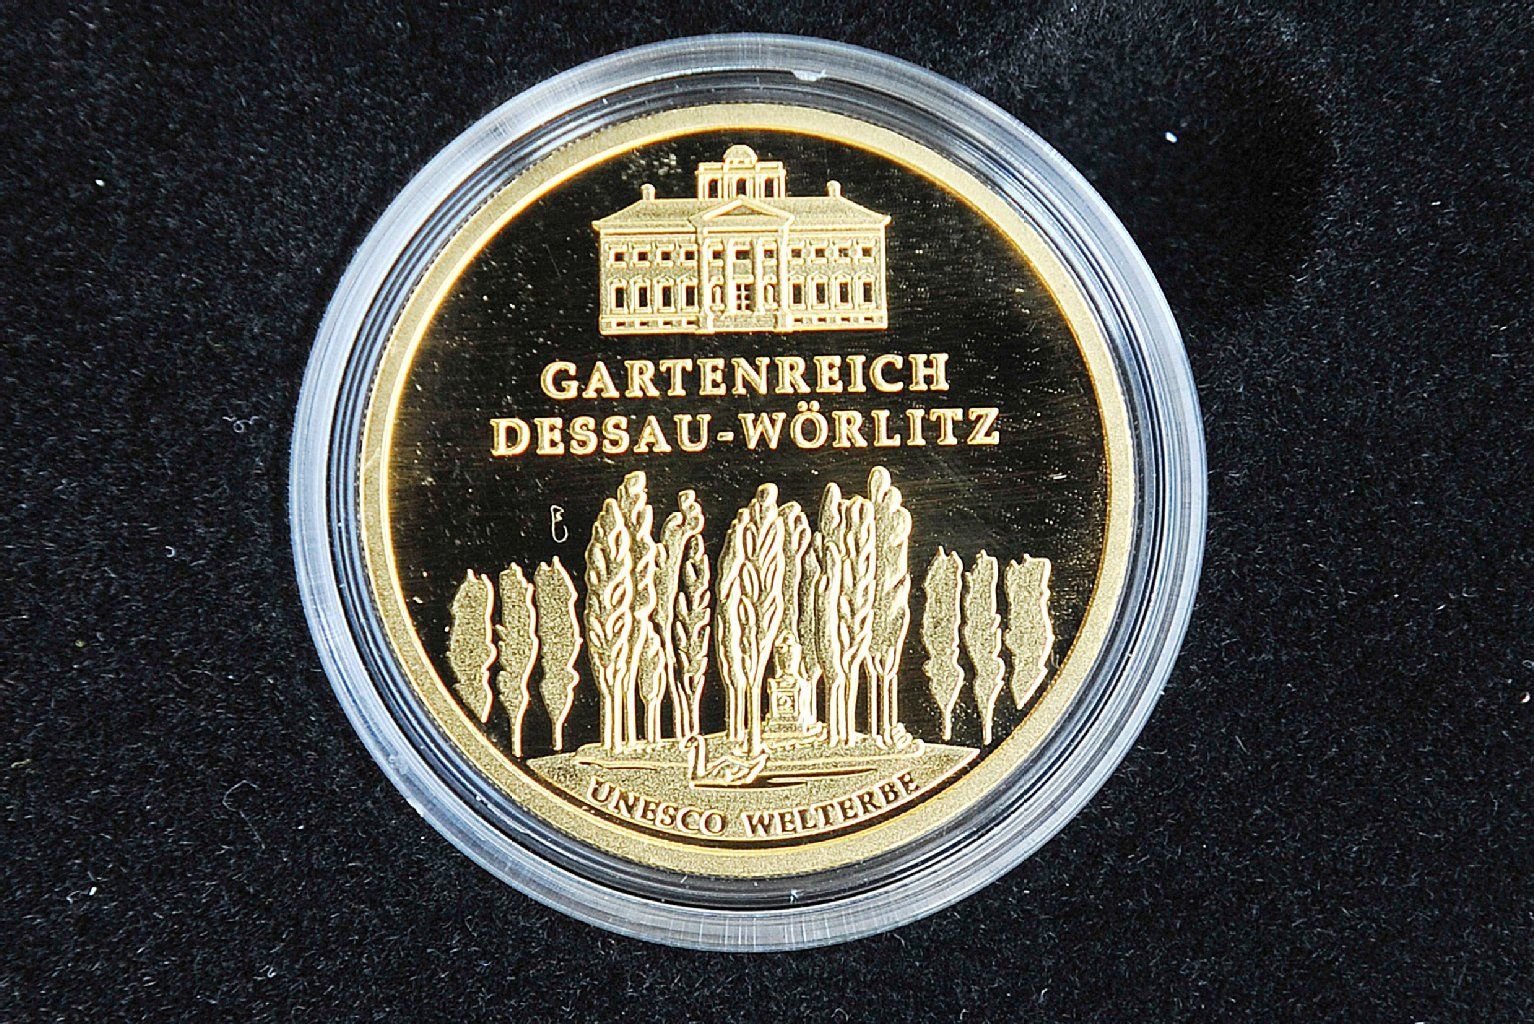 GARTENREICH
DESSAU-WÖRLITZ
UNESCO WELTERBE